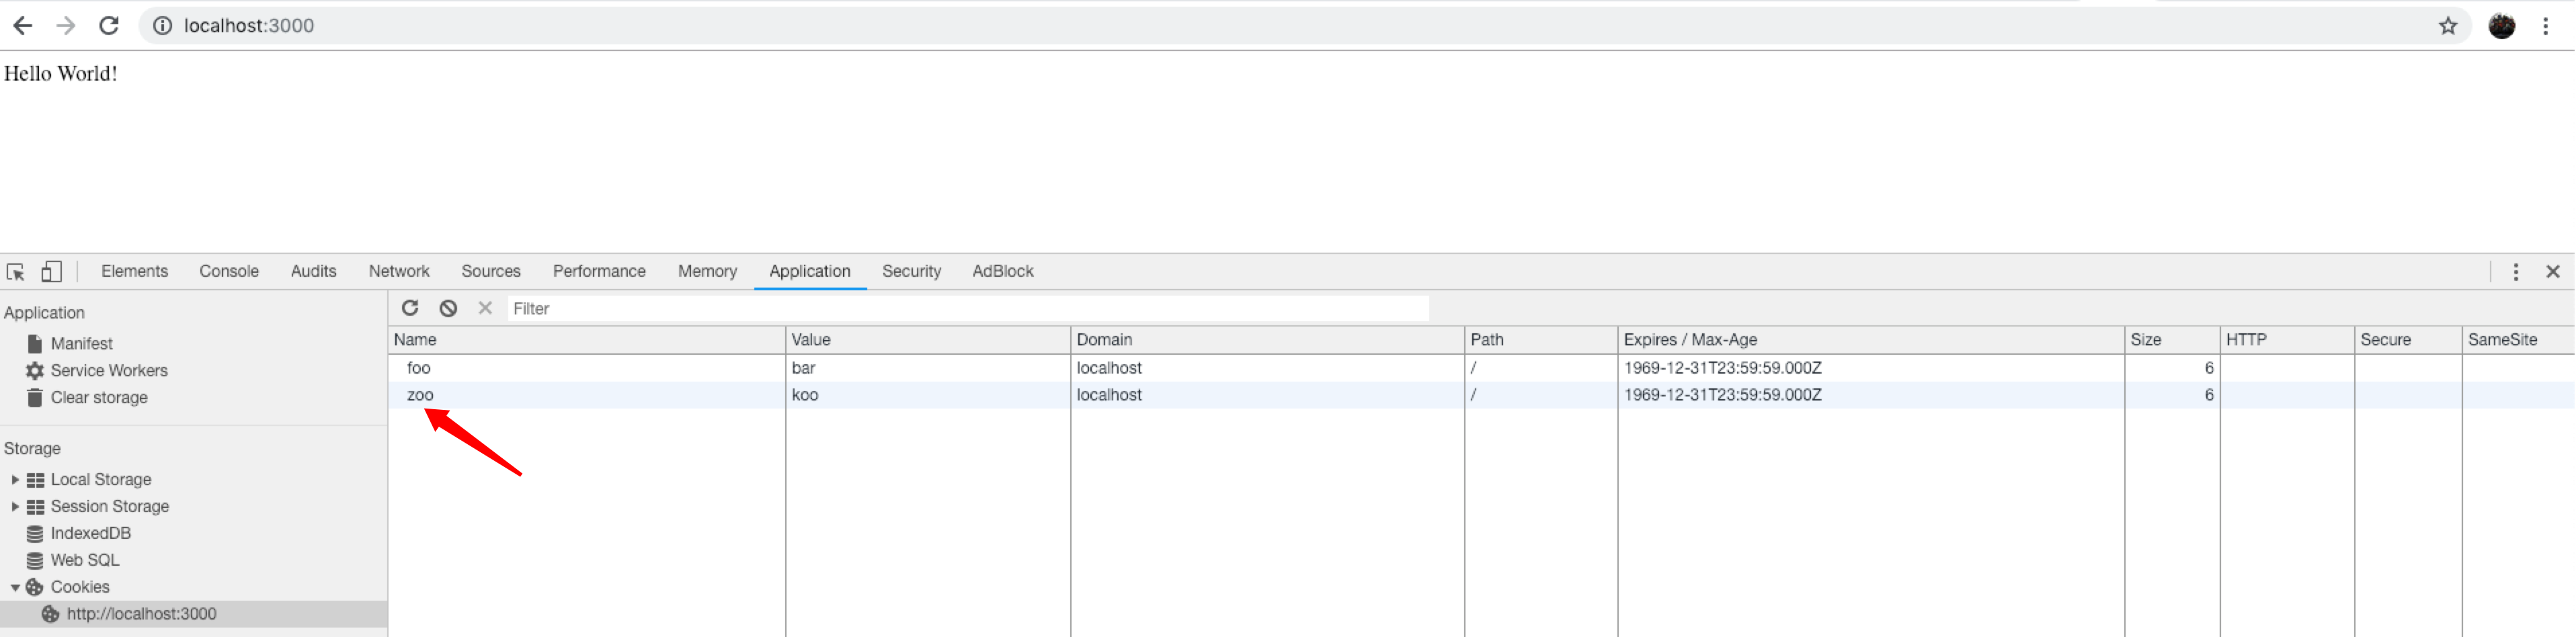 localhost:3000
Hello World!
Elements Console Audits Network Sources Performance Memory Application Security AdBlock
Application
Manifest
Service Workers
Clear storage
Storage
Local Storage
Session Storage
IndexedDB
Web SQL
Cookies
http://localhost:3000
Filter
Name Value Domain Path Expires / Max-Age Size HTTP Secure SameSite
foo bar localhost / 1969-12-31T23:59:59.000Z 6
zoo koo localhost / 1969-12-31T23:59:59.000Z 6